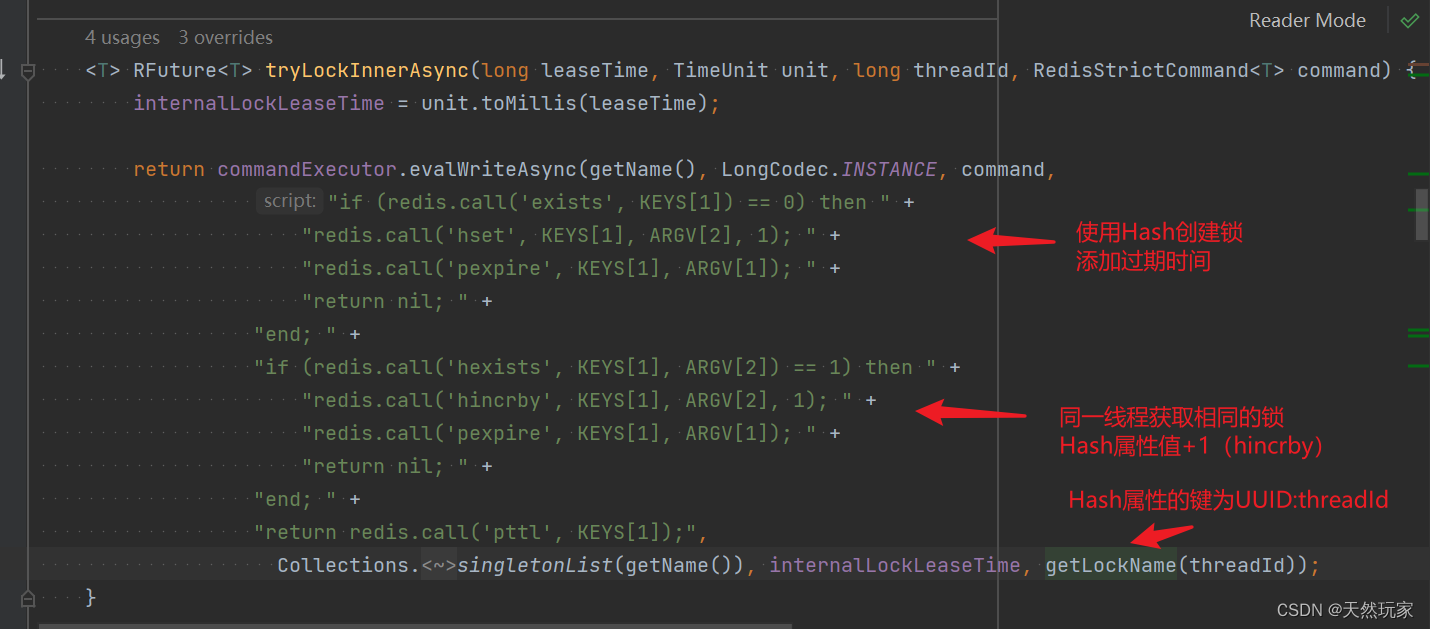 Reader Mode
4 usages 3 overrides
<T> RFuture<T> tryLockInnerAsync(long leaseTime, TimeUnit unit, long threadId, RedisStrictCommand<T> command) {
internalLockLeaseTime = unit.toMillis(leaseTime);
return commandExecutor.evalWriteAsync(getName(), LongCodec.INSTANCE, command,
script: "if (redis.call('exists', KEYS[1]) == 0) then " +
"redis.call('hset', KEYS[1], ARGV[2], 1); " +
使用Hash创建锁
"redis.call('pexpire', KEYS[1], ARGV[1]); " +
添加过期时间
"return nil; " +
"end; " +
"if (redis.call('hexists', KEYS[1], ARGV[2]) == 1) then " +
"redis.call('hincrby', KEYS[1], ARGV[2], 1); " +
同一线程获取相同的锁
"redis.call('pexpire', KEYS[1], ARGV[1]); " +
Hash属性值+1（hincrby）
"return nil; " +
"end; " +
Hash属性的键为UUID:threadId
"return redis.call('pttl', KEYS[1]);",
Collections.<~>singletonList(getName()), internalLockLeaseTime, getLockName(threadId));
}
CSDN @天然玩家